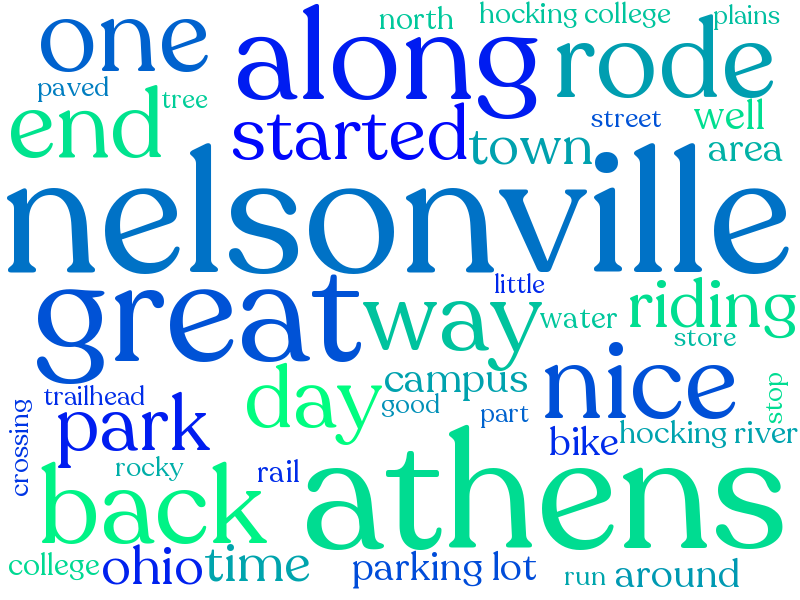 one
along
north
hocking college
plains
paved
tree
rode
end
started
town
street
well
area
nelsonville
great
way
little
water
riding
store
trailhead
park
day
campus
good
part
nice
stop
crossing
bike
hocking river
rocky
rail
back
athens
college
ohio
time
parking lot
run
around